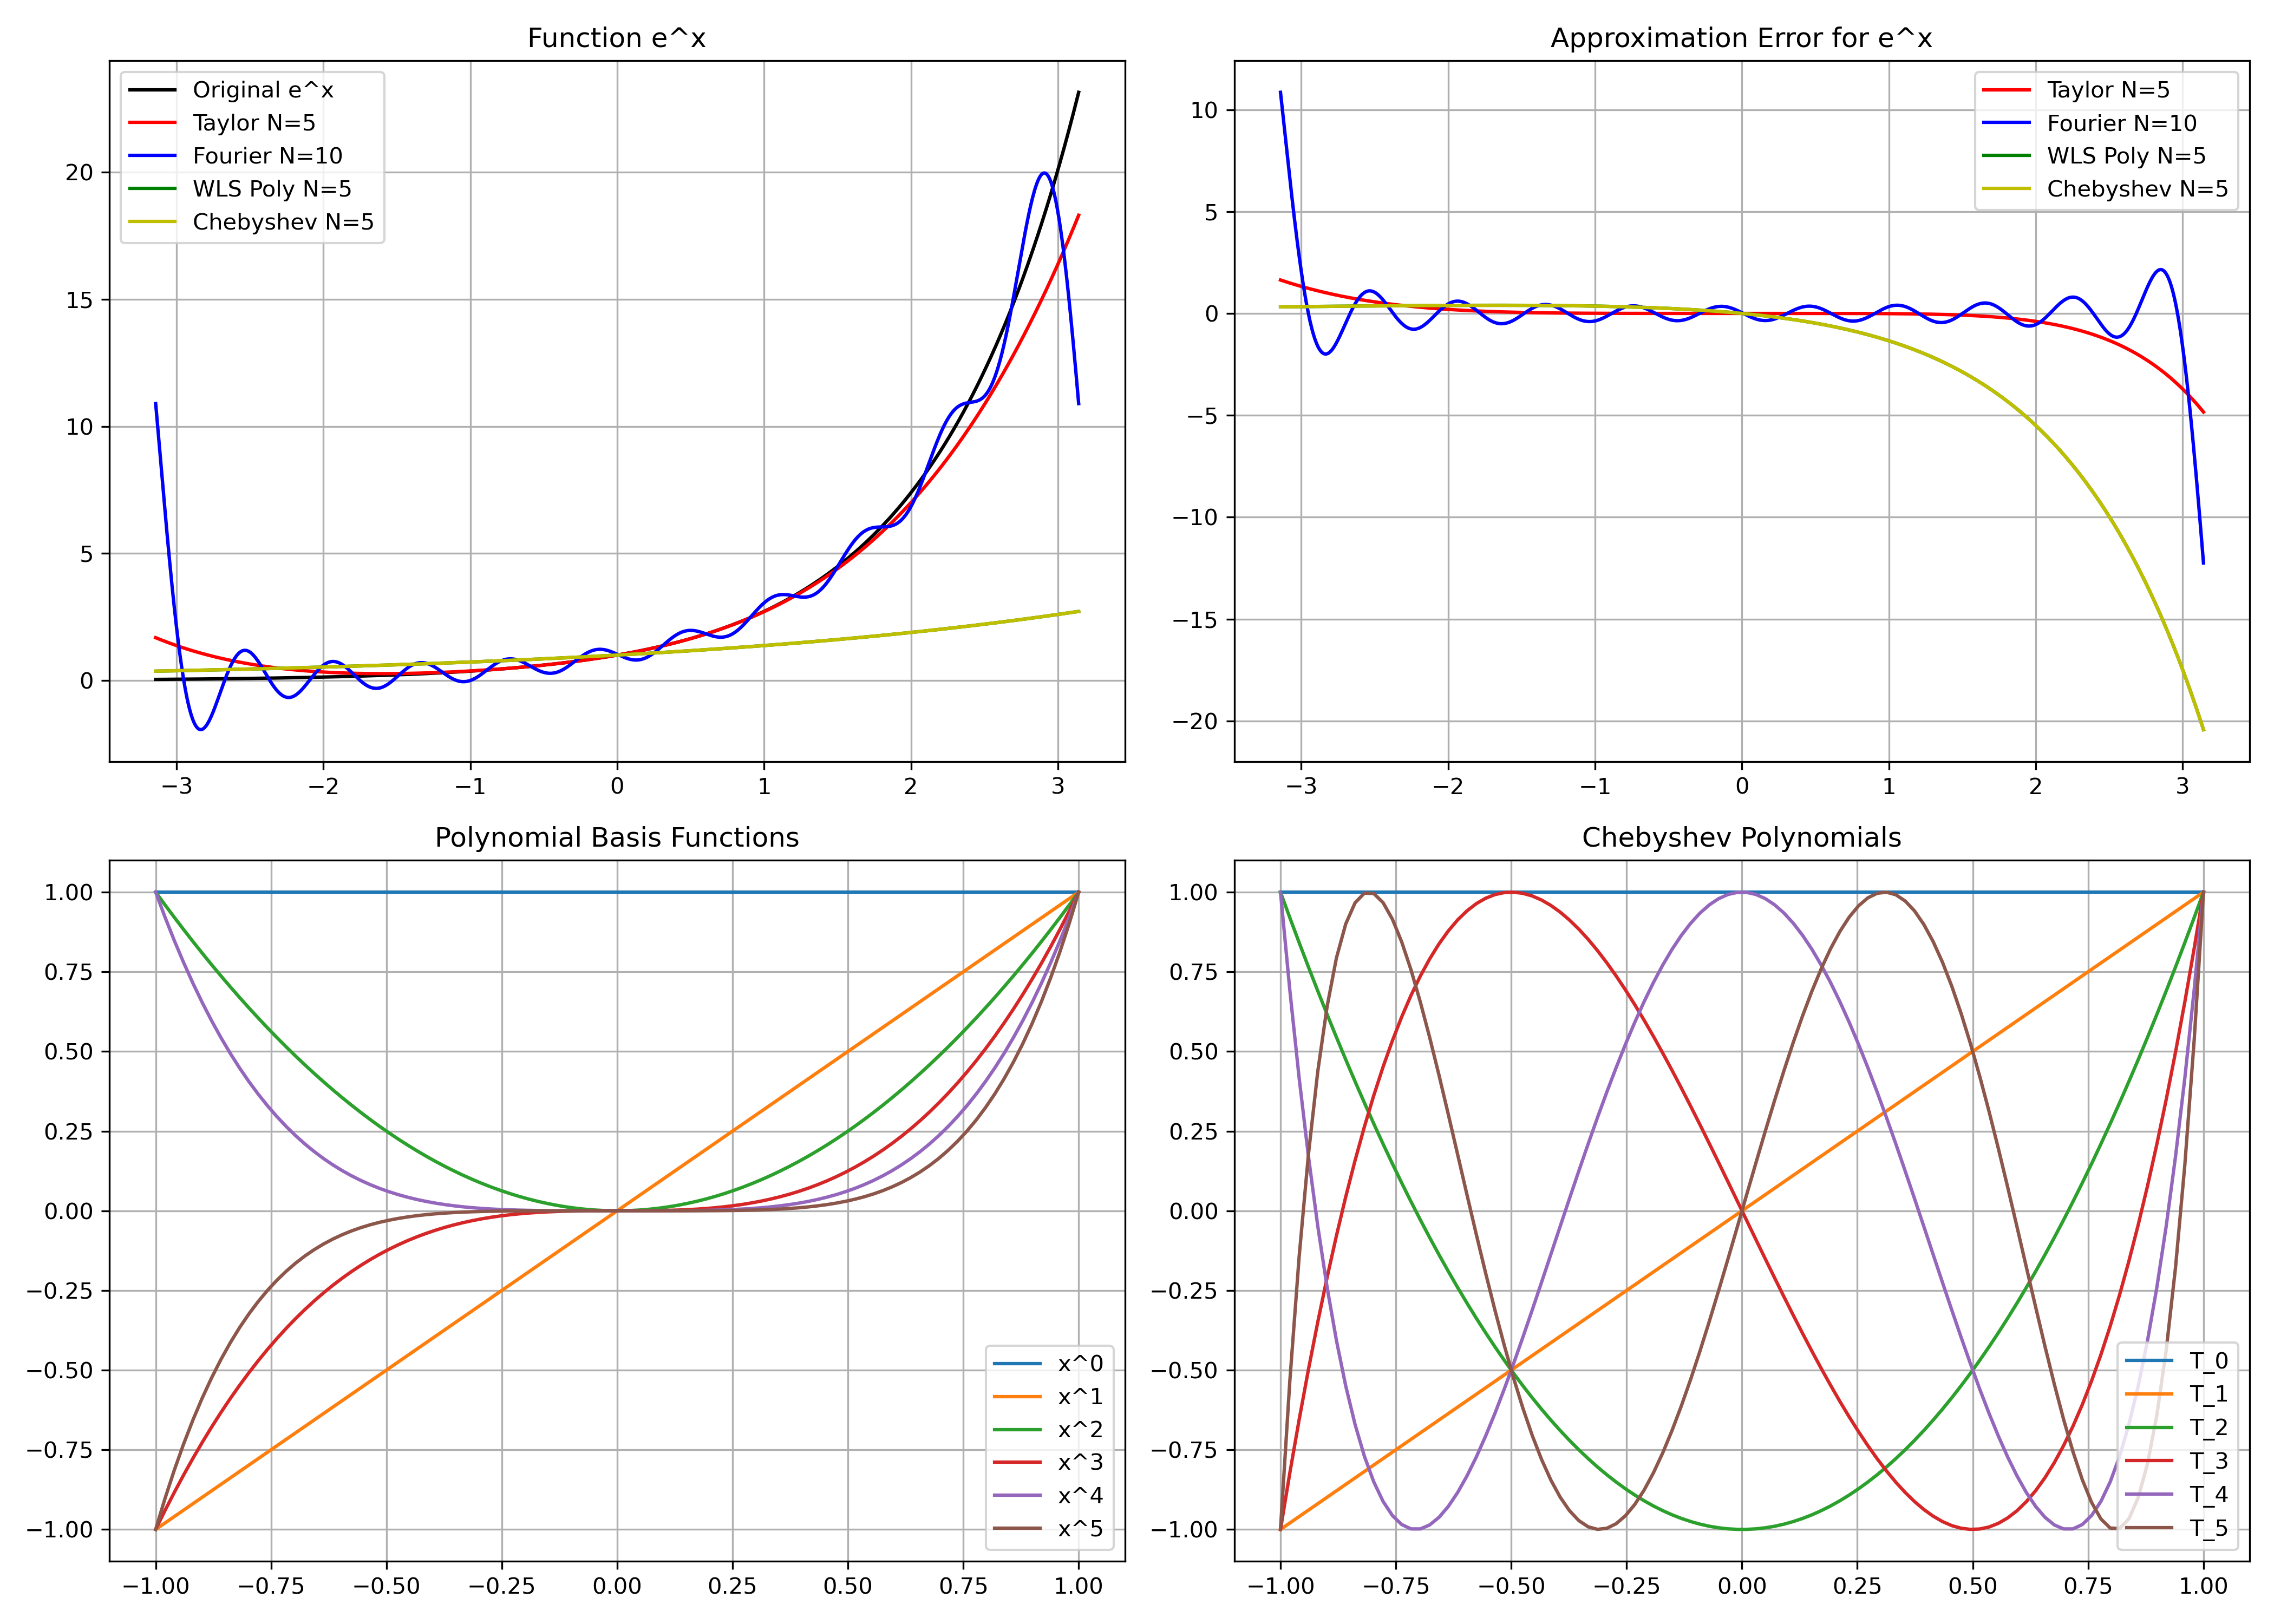 Function e^x
Original e^x
Taylor N=5
Fourier N=10
WLS Poly N=5
Chebyshev N=5
20
15
10
5
0
−3 −2 −1 0 1 2 3
Approximation Error for e^x
Taylor N=5
Fourier N=10
WLS Poly N=5
Chebyshev N=5
10
5
0
−5
−10
−15
−20
−3 −2 −1 0 1 2 3
Polynomial Basis Functions
1.00
0.75
0.50
0.25
0.00
−0.25
−0.50
−0.75
−1.00
x^0
x^1
x^2
x^3
x^4
x^5
−1.00 −0.75 −0.50 −0.25 0.00 0.25 0.50 0.75 1.00
Chebyshev Polynomials
1.00
0.75
0.50
0.25
0.00
−0.25
−0.50
−0.75
−1.00
T_0
T_1
T_2
T_3
T_4
T_5
−1.00 −0.75 −0.50 −0.25 0.00 0.25 0.50 0.75 1.00